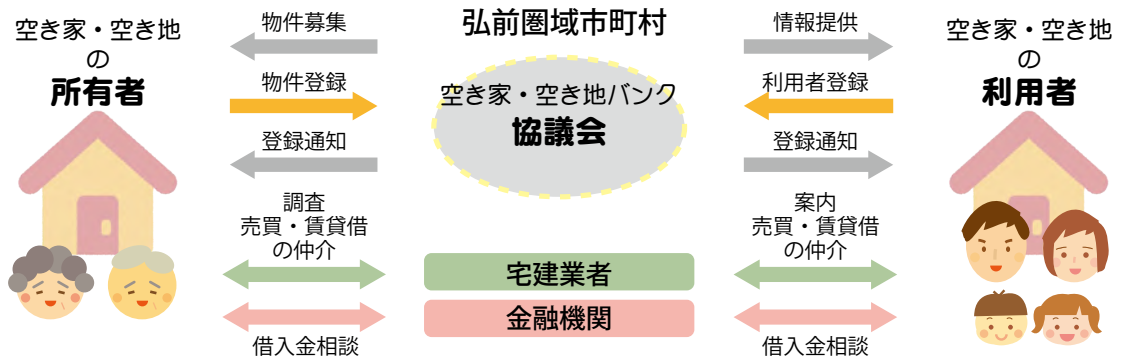 空き家・空き地
の
所有者
物件募集
物件登録
登録通知
調査
売買・賃貸借
の仲介
借入金相談
弘前圏域市町村
空き家・空き地バンク
協議会
宅建業者
金融機関
情報提供
利用者登録
登録通知
案内
売買・賃貸借
の仲介
借入金相談
空き家・空き地
の
利用者